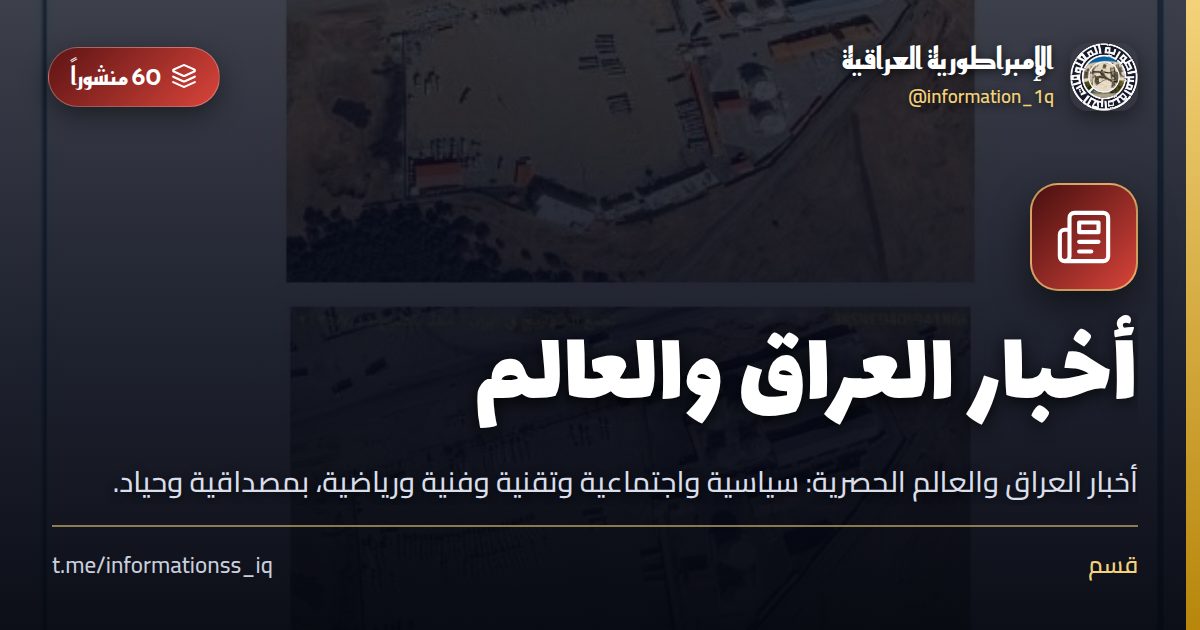 الإمبراطورية العراقية
@information_1q
60 منشوراً
أخبار العراق والعالم
أخبار العراق والعالم الحصرية: سياسية واجتماعية وتقنية وفنية ورياضية، بمصداقية وحياد.
قسم
t.me/informationss_iq